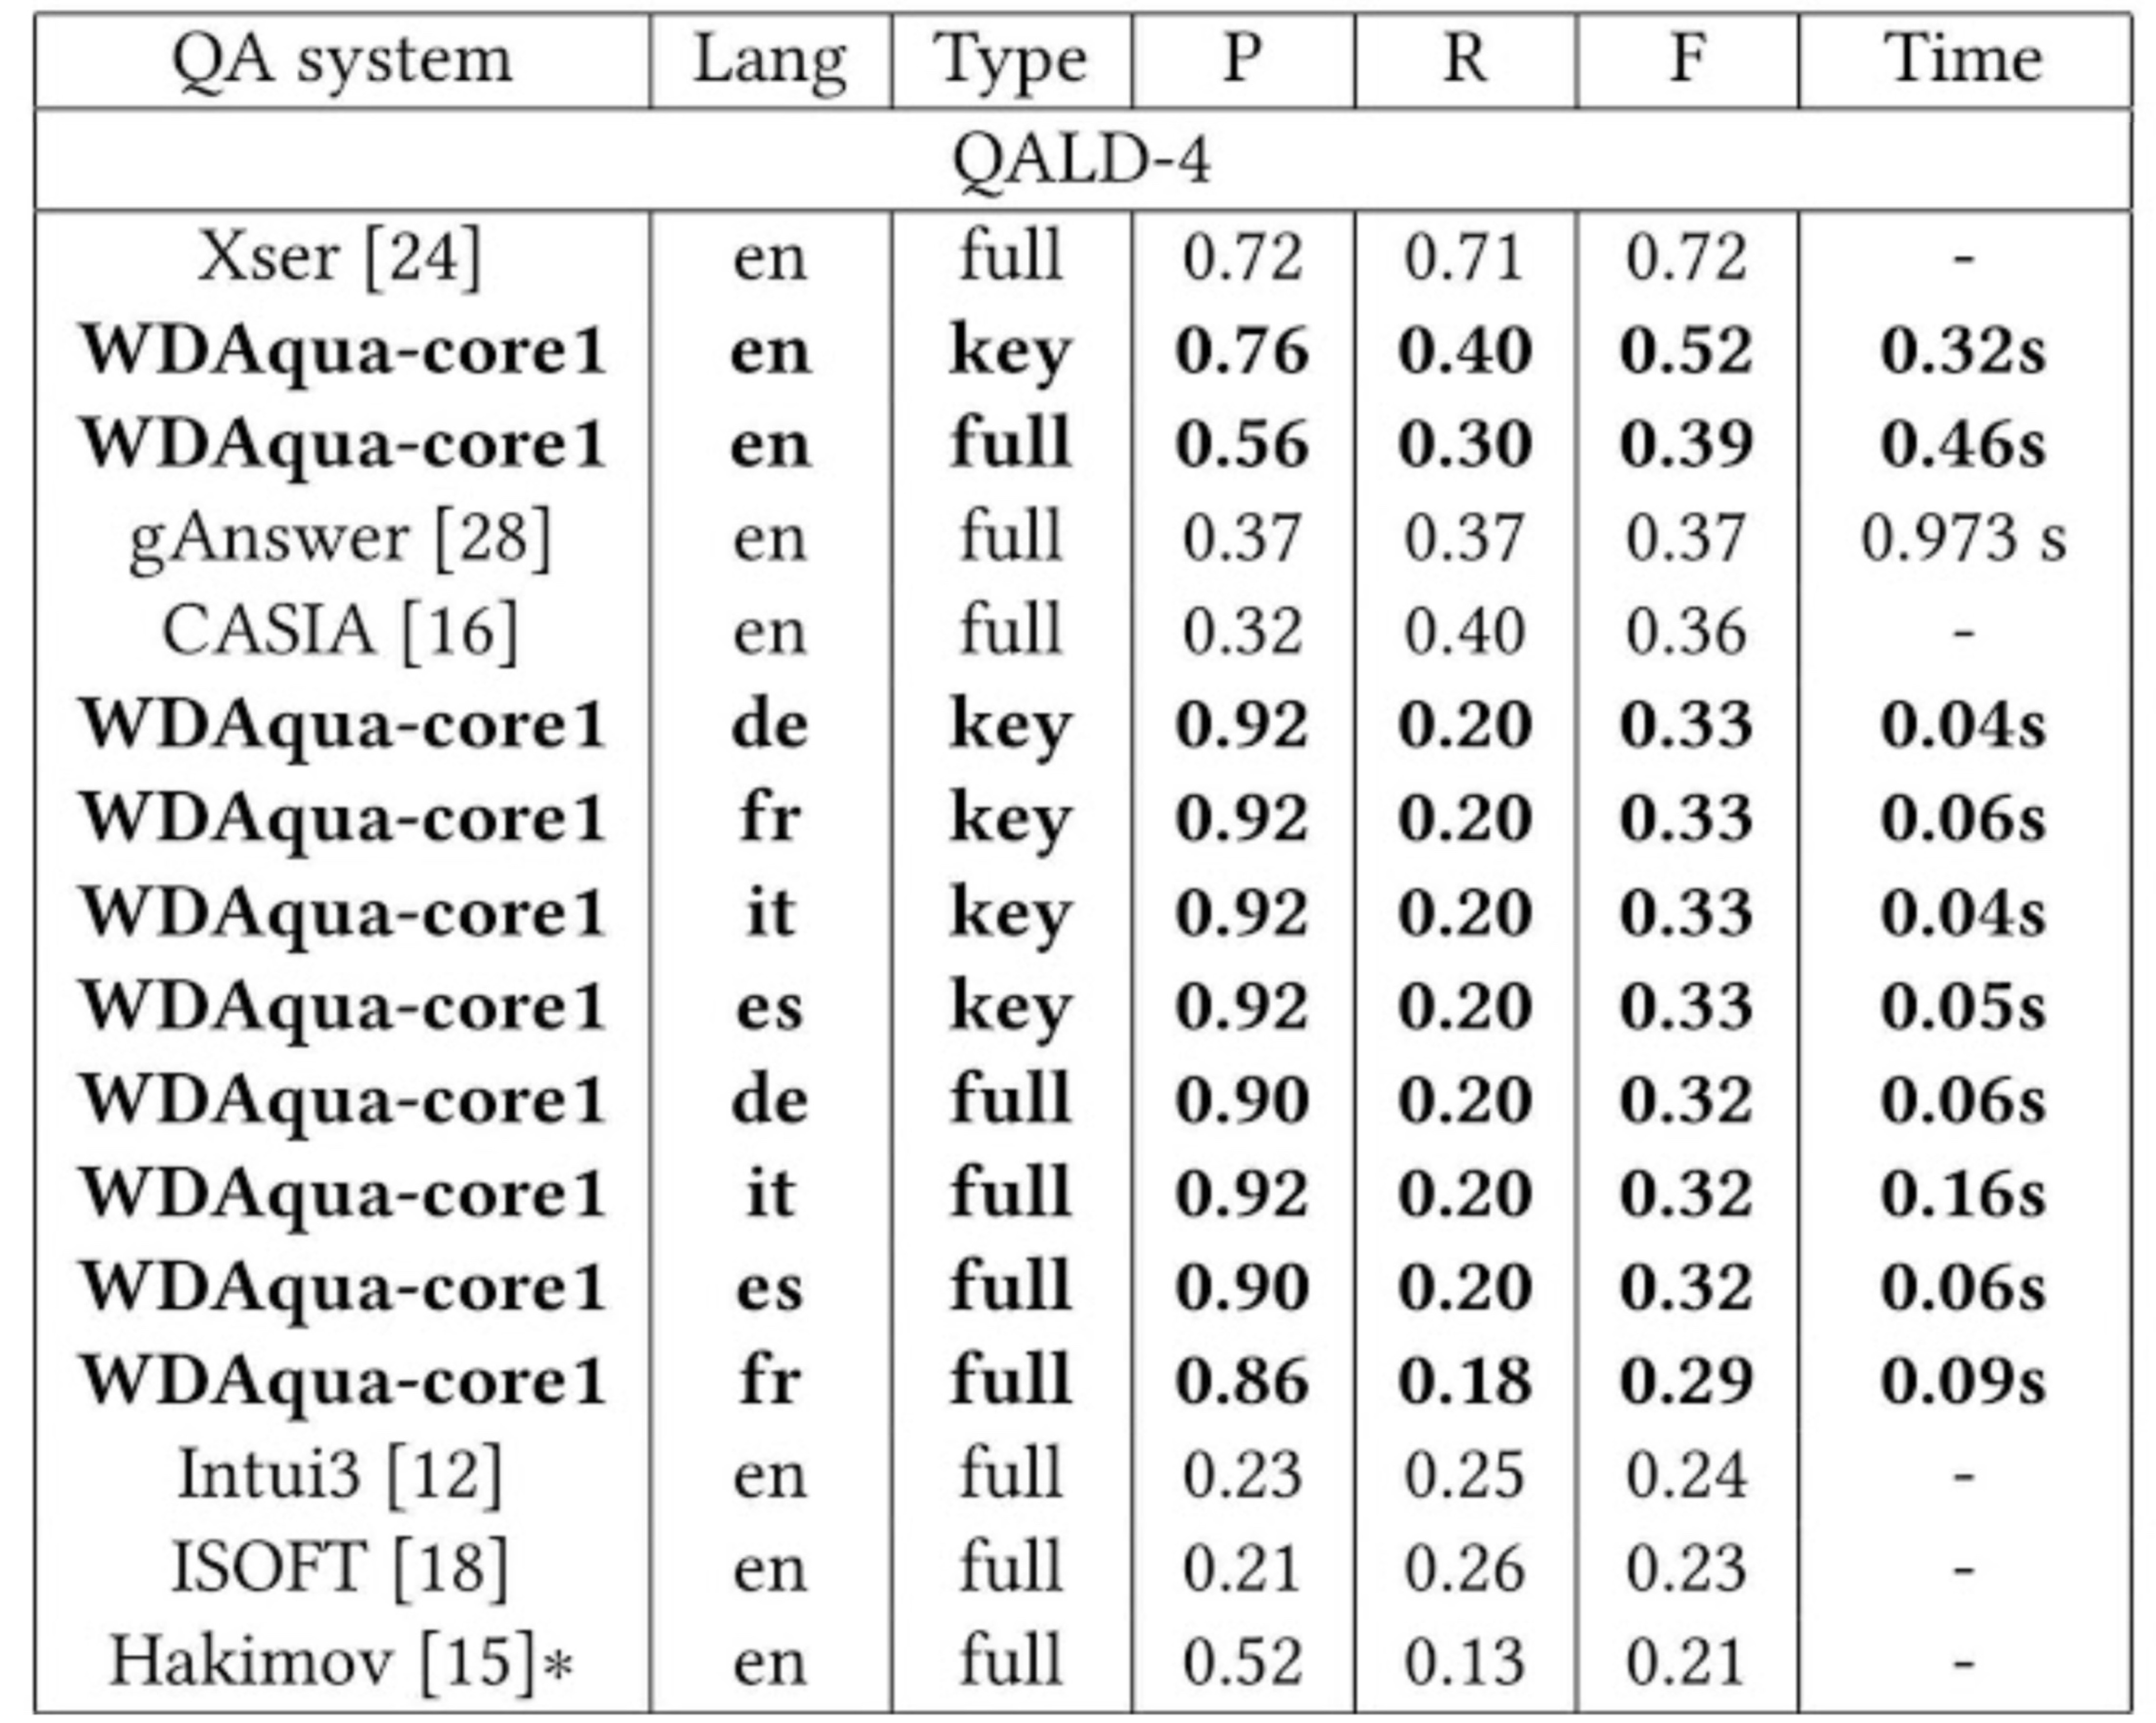 QA system Lang Type P R F Time
QALD-4
Xser [24] en full 0.72 0.71 0.72 -
WDAqua-core1 en key 0.76 0.40 0.52 0.32s
WDAqua-core1 en full 0.56 0.30 0.39 0.46s
gAnswer [28] en full 0.37 0.37 0.37 0.973 s
CASIA [16] en full 0.32 0.40 0.36 -
WDAqua-core1 de key 0.92 0.20 0.33 0.04s
WDAqua-core1 fr key 0.92 0.20 0.33 0.06s
WDAqua-core1 it key 0.92 0.20 0.33 0.04s
WDAqua-core1 es key 0.92 0.20 0.33 0.05s
WDAqua-core1 de full 0.90 0.20 0.32 0.06s
WDAqua-core1 it full 0.92 0.20 0.32 0.16s
WDAqua-core1 es full 0.90 0.20 0.32 0.06s
WDAqua-core1 fr full 0.86 0.18 0.29 0.09s
Intui3 [12] en full 0.23 0.25 0.24 -
ISOFT [18] en full 0.21 0.26 0.23 -
Hakimov [15]* en full 0.52 0.13 0.21 -